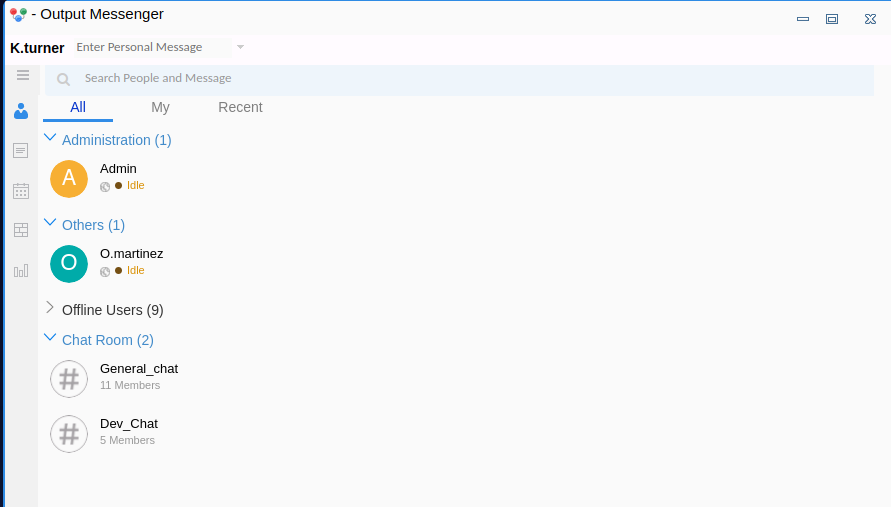 - Output Messenger
K.turner Enter Personal Message
Search People and Message
All My Recent
Administration (1)
A
Admin
Idle
Others (1)
O
O.martinez
Idle
Offline Users (9)
Chat Room (2)
#
General_chat
11 Members
#
Dev_Chat
5 Members